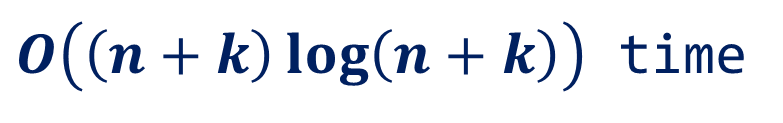 O((n + k) log(n + k)) time